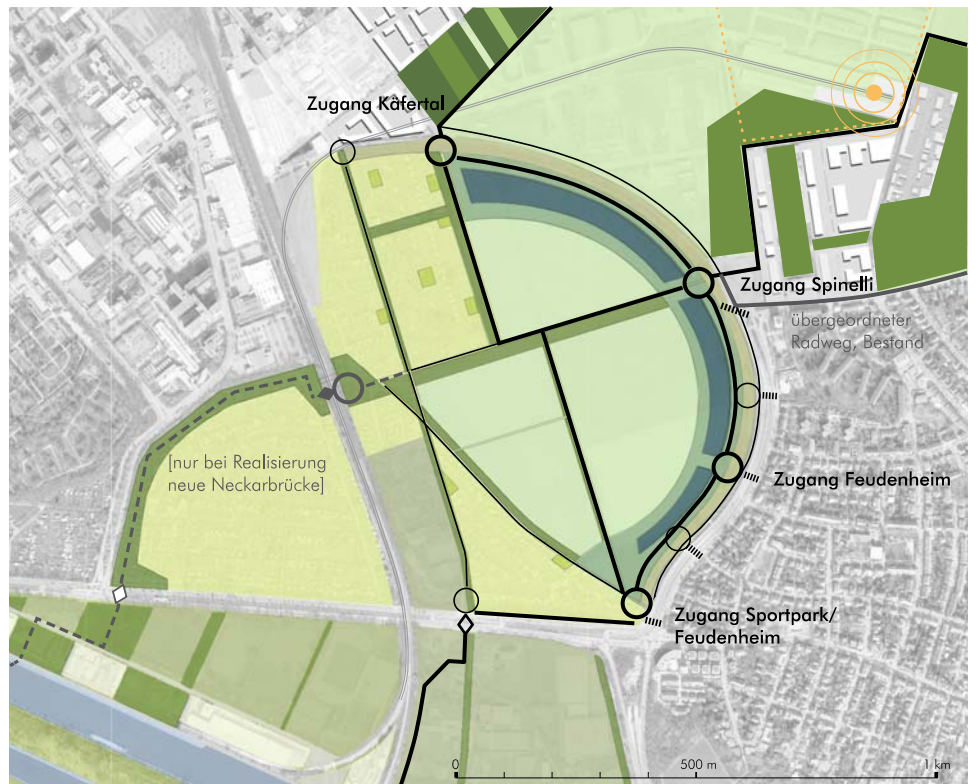 Zugang Käfertal
Zugang Spinelli
übergeordneter
Radweg, Bestand
[nur bei Realisierung
neue Neckarbrücke]
Zugang Feudenheim
Zugang Sportpark/
Feudenheim
0
500 m
1 km